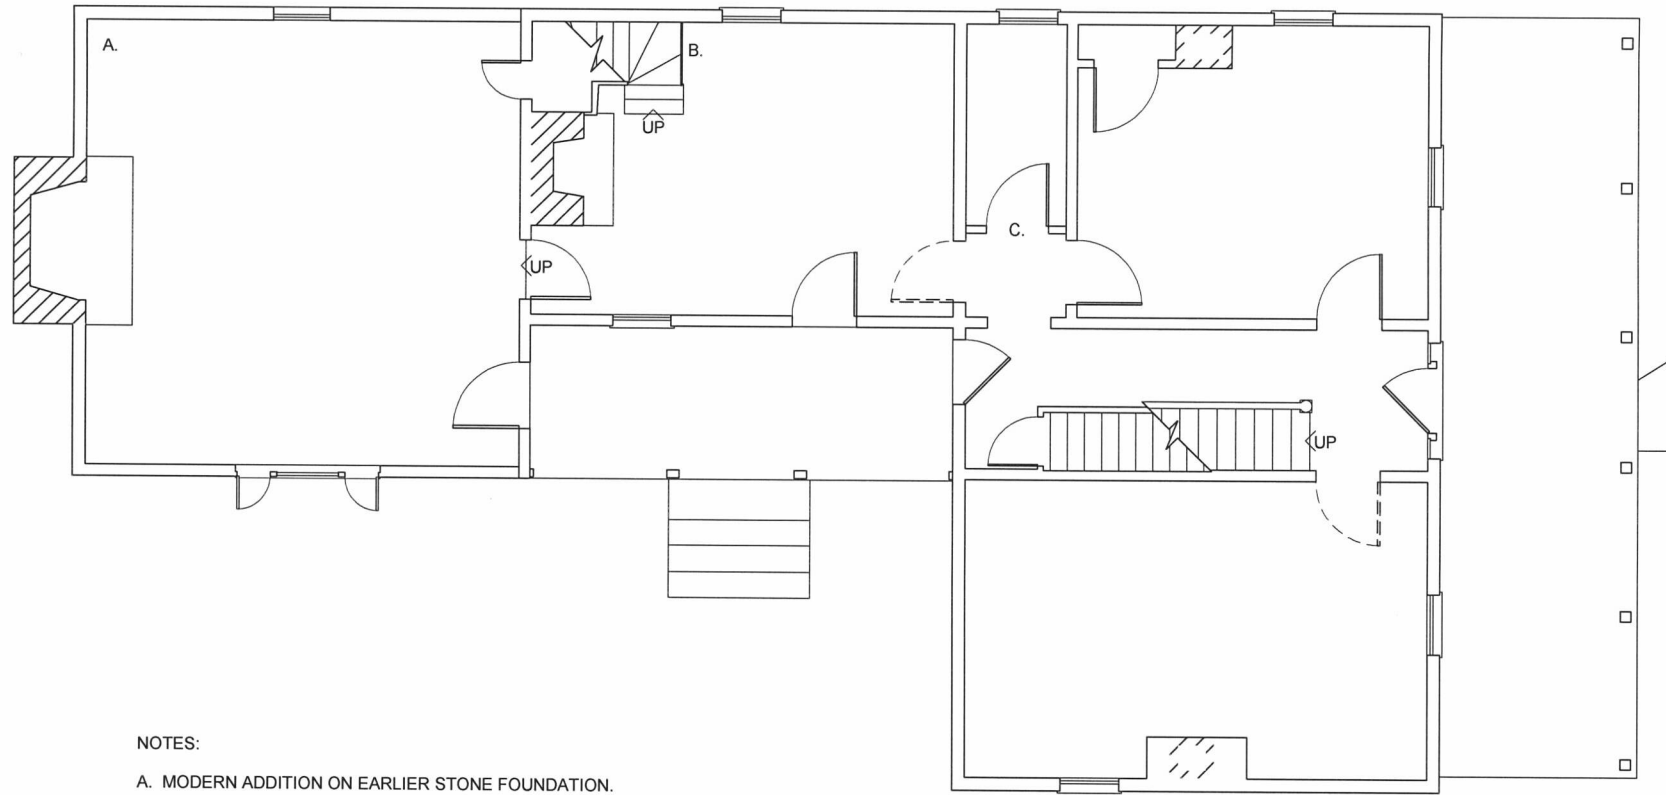 A.
B.
UP
C.
UP
UP
NOTES:
A. MODERN ADDITION ON EARLIER STONE FOUNDATION.